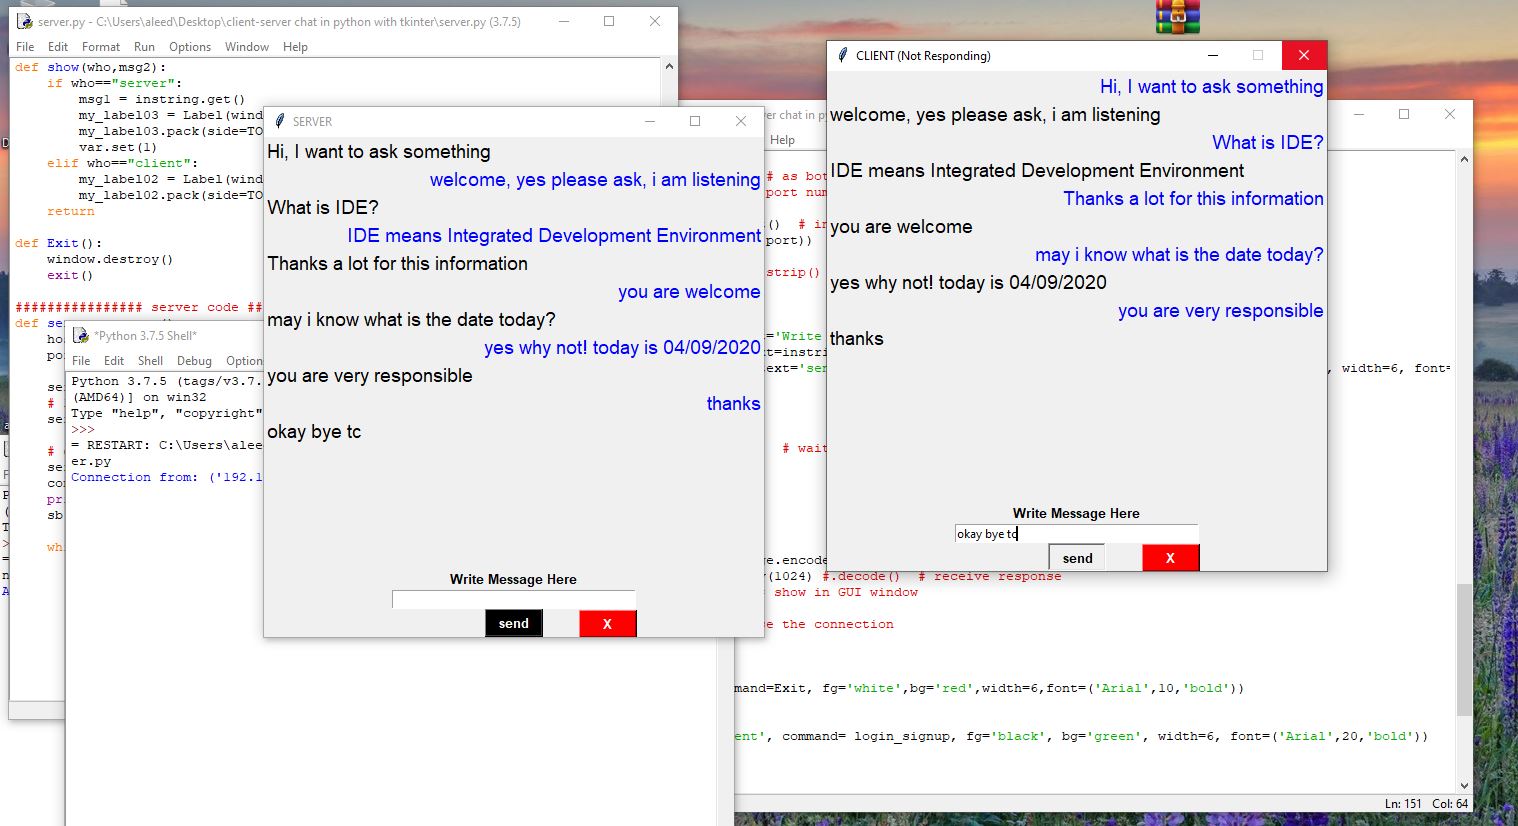 server.py - C:\Users\aleed\Desktop\client-server chat in python with tkinter\server.py (3.7.5)
File Edit Format Run Options Window Help
def show(who,msg2):
if who=="server":
msg1 = instring.get()
my_label03 = Label(wind
my_label03.pack(side=TO
var.set(1)
elif who=="client":
my_label02 = Label(wind
my_label02.pack(side=TO
return
def Exit():
window.destroy()
exit()
################ server code ##
def se
ho
po
se
#
se
# (
se
co
pr
sb
wh
*Python 3.7.5 Shell*
File Edit Shell Debug Option
Python 3.7.5 (tags/v3.7.
(AMD64)] on win32
Type "help", "copyright"
>>>
= RESTART: C:\Users\alee
er.py
Connection from: ('192.1
SERVER
Hi, I want to ask something
welcome, yes please ask, i am listening
What is IDE?
IDE means Integrated Development Environment
Thanks a lot for this information
you are welcome
may i know what is the date today?
yes why not! today is 04/09/2020
you are very responsible
thanks
okay bye tc
Write Message Here
send X
CLIENT (Not Responding)
Hi, I want to ask something
welcome, yes please ask, i am listening
What is IDE?
IDE means Integrated Development Environment
Thanks a lot for this information
you are welcome
may i know what is the date today?
yes why not! today is 04/09/2020
you are very responsible
thanks
Write Message Here
okay bye tc
send X
er chat in py
Help
# as bot
port num
() # in
port))
strip()
='Write
t=instri
ext='sen , width=6, font=
# wait
ge.encode
(1024) #.decode() # receive response
show in GUI window
se the connection
mand=Exit, fg='white',bg='red',width=6,font=('Arial',10,'bold'))
ent', command= login_signup, fg='black', bg='green', width=6, font=('Arial',20,'bold'))
Ln: 151 Col: 64